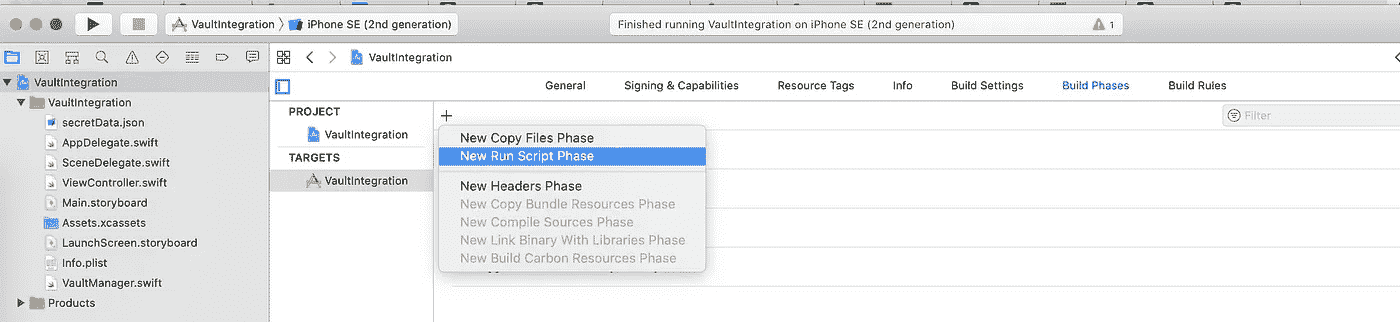 VaultIntegration
iPhone SE (2nd generation)
Finished running VaultIntegration on iPhone SE (2nd generation)
1
VaultIntegration
VaultIntegration
VaultIntegration
secretData.json
AppDelegate.swift
SceneDelegate.swift
ViewController.swift
Main.storyboard
Assets.xcassets
LaunchScreen.storyboard
Info.plist
VaultManager.swift
Products
General
Signing & Capabilities
Resource Tags
Info
Build Settings
Build Phases
Build Rules
PROJECT
VaultIntegration
TARGETS
VaultIntegration
Filter
New Copy Files Phase
New Run Script Phase
New Headers Phase
New Copy Bundle Resources Phase
New Compile Sources Phase
New Link Binary With Libraries Phase
New Build Carbon Resources Phase